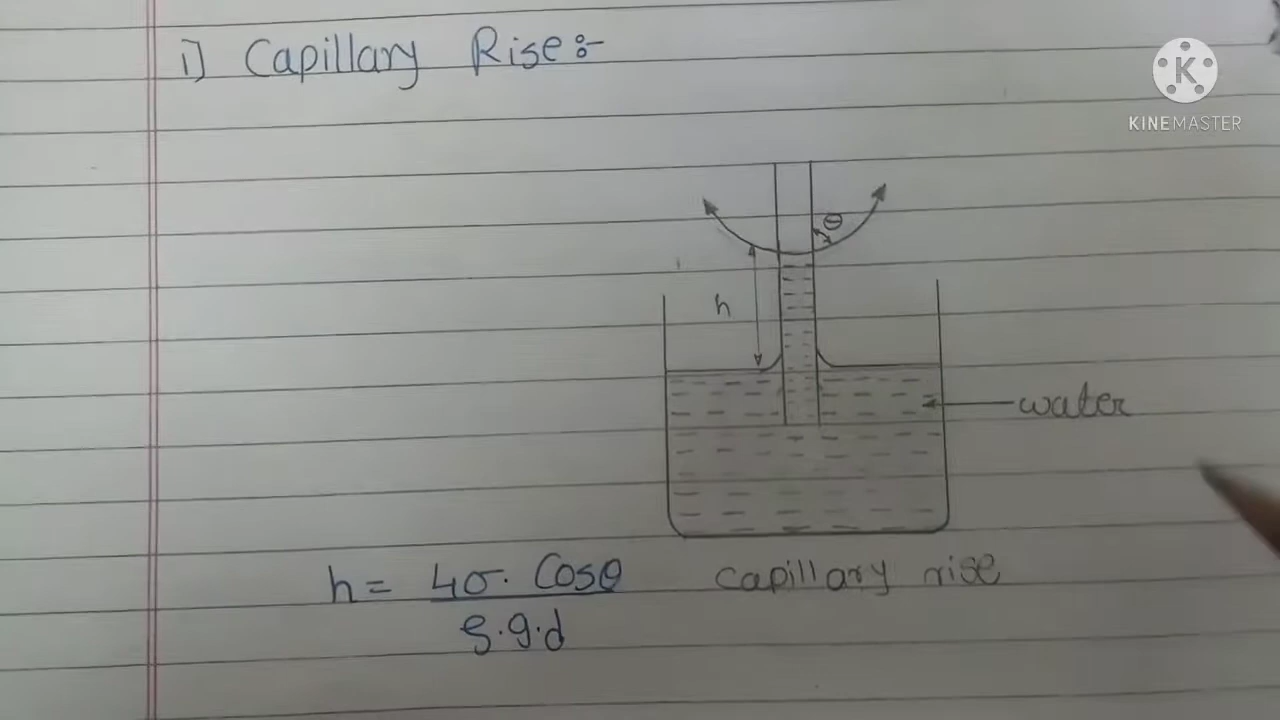 i] Capillary Rise:-
K
KINEMASTER
θ
h
water
h = 4σ. Cosθ
capillary rise
ρ.g.d